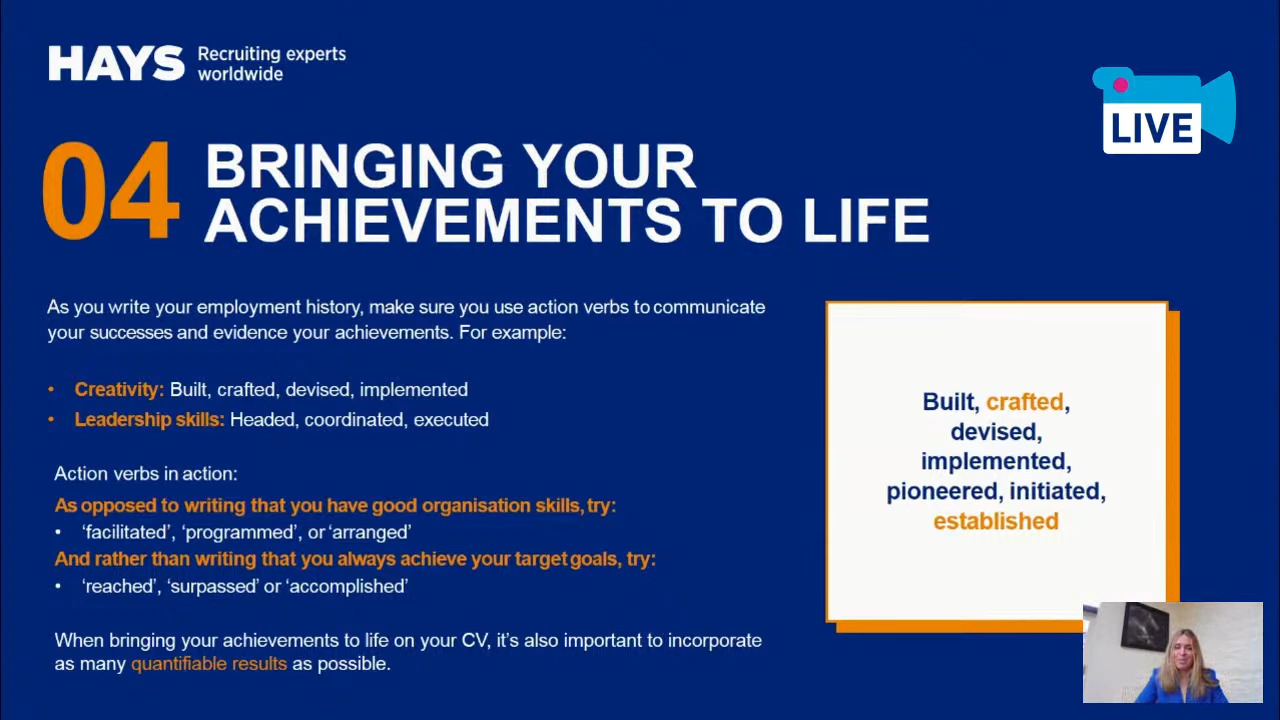 HAYS Recruiting experts
worldwide
LIVE
04 BRINGING YOUR
ACHIEVEMENTS TO LIFE
As you write your employment history, make sure you use action verbs to communicate
your successes and evidence your achievements. For example:
• Creativity: Built, crafted, devised, implemented
• Leadership skills: Headed, coordinated, executed
Action verbs in action:
As opposed to writing that you have good organisation skills, try:
• ‘facilitated’, ‘programmed’, or ‘arranged’
And rather than writing that you always achieve your target goals, try:
• ‘reached’, ‘surpassed’ or ‘accomplished’
When bringing your achievements to life on your CV, it’s also important to incorporate
as many quantifiable results as possible.
Built, crafted,
devised,
implemented,
pioneered, initiated,
established